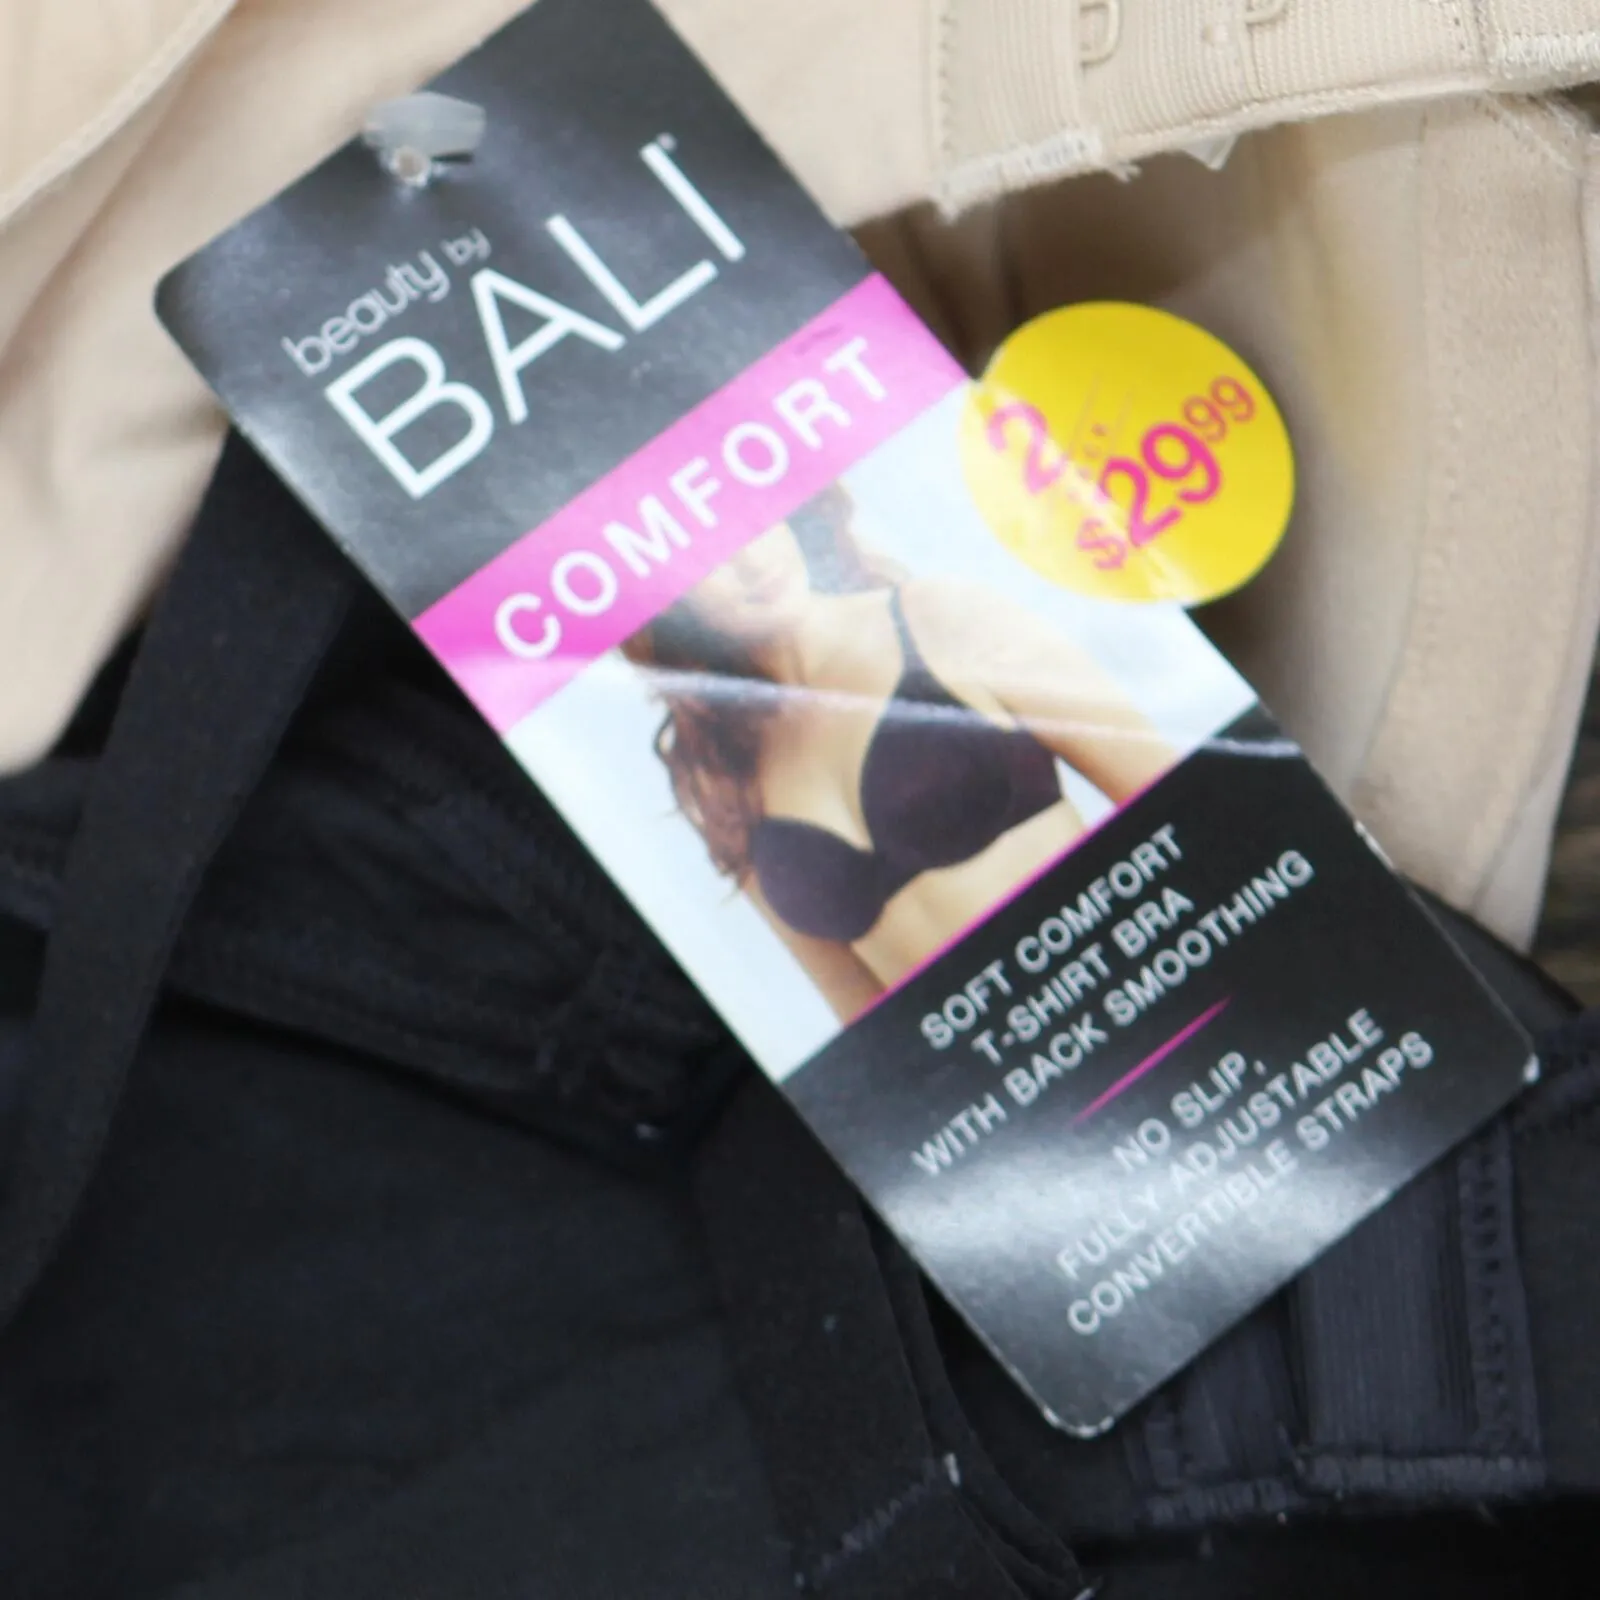 beauty by
BALI
COMFORT
2
$29.99
SOFT COMFORT
T-SHIRT BRA
WITH BACK SMOOTHING
NO SLIP,
FULLY ADJUSTABLE
CONVERTIBLE STRAPS